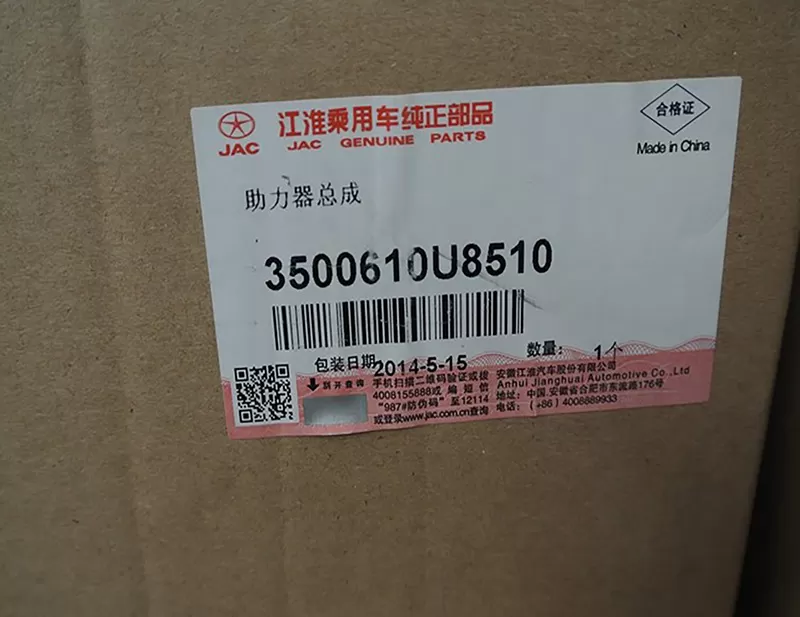 JAC
江淮乘用车纯正部品
JAC GENUINE PARTS
合格证
Made in China
助力器总成
3500610U8510
包装日期
2014-5-15
数量：
1个
刮开查询
手机扫描二维码验证或拨
4008155888或 编 短 信
"987#防伪码" 至12114
或登录www.jac.com.cn查询
安徽江淮汽车股份有限公司
Anhui Jianghuai Automotive Co.,Ltd
地址：中国.安徽省合肥市东流路176号
电话：(+86) 4008889933